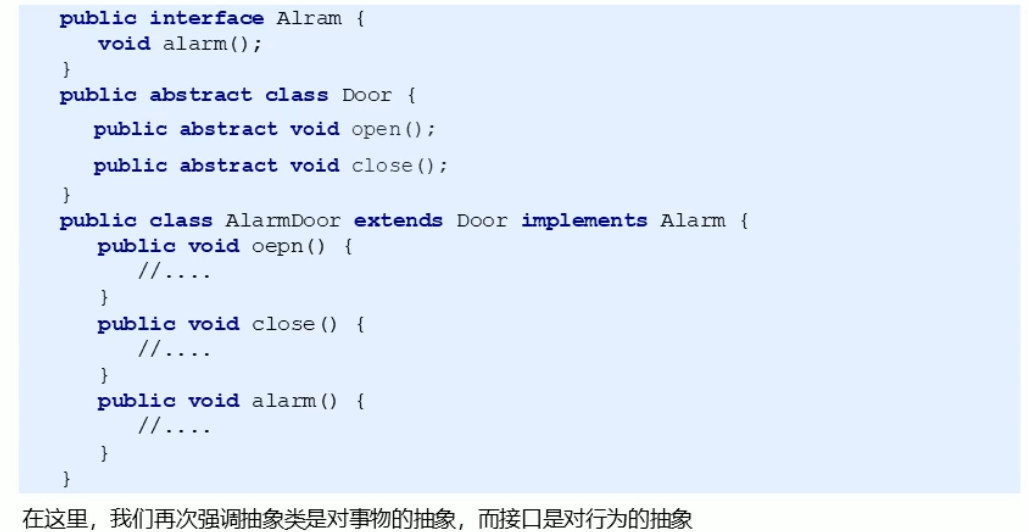 public interface Alram {
void alarm();
}
public abstract class Door {
public abstract void open();
public abstract void close();
}
public class AlarmDoor extends Door implements Alarm {
public void oepn() {
//....
}
public void close() {
//....
}
public void alarm() {
//....
}
}
在这里，我们再次强调抽象类是对事物的抽象，而接口是对行为的抽象